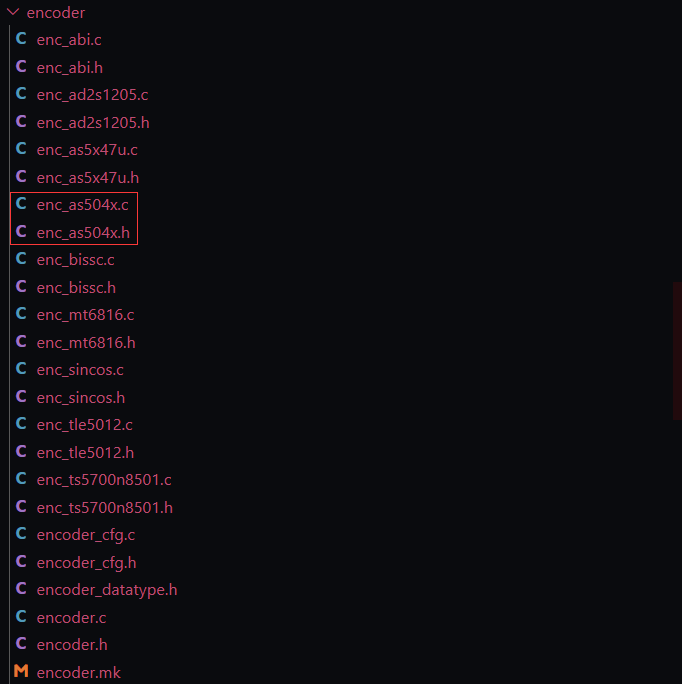 encoder
C enc_abi.c
C enc_abi.h
C enc_ad2s1205.c
C enc_ad2s1205.h
C enc_as5x47u.c
C enc_as5x47u.h
C enc_as504x.c
C enc_as504x.h
C enc_bissc.c
C enc_bissc.h
C enc_mt6816.c
C enc_mt6816.h
C enc_sincos.c
C enc_sincos.h
C enc_tle5012.c
C enc_tle5012.h
C enc_ts5700n8501.c
C enc_ts5700n8501.h
C encoder_cfg.c
C encoder_cfg.h
C encoder_datatype.h
C encoder.c
C encoder.h
M encoder.mk